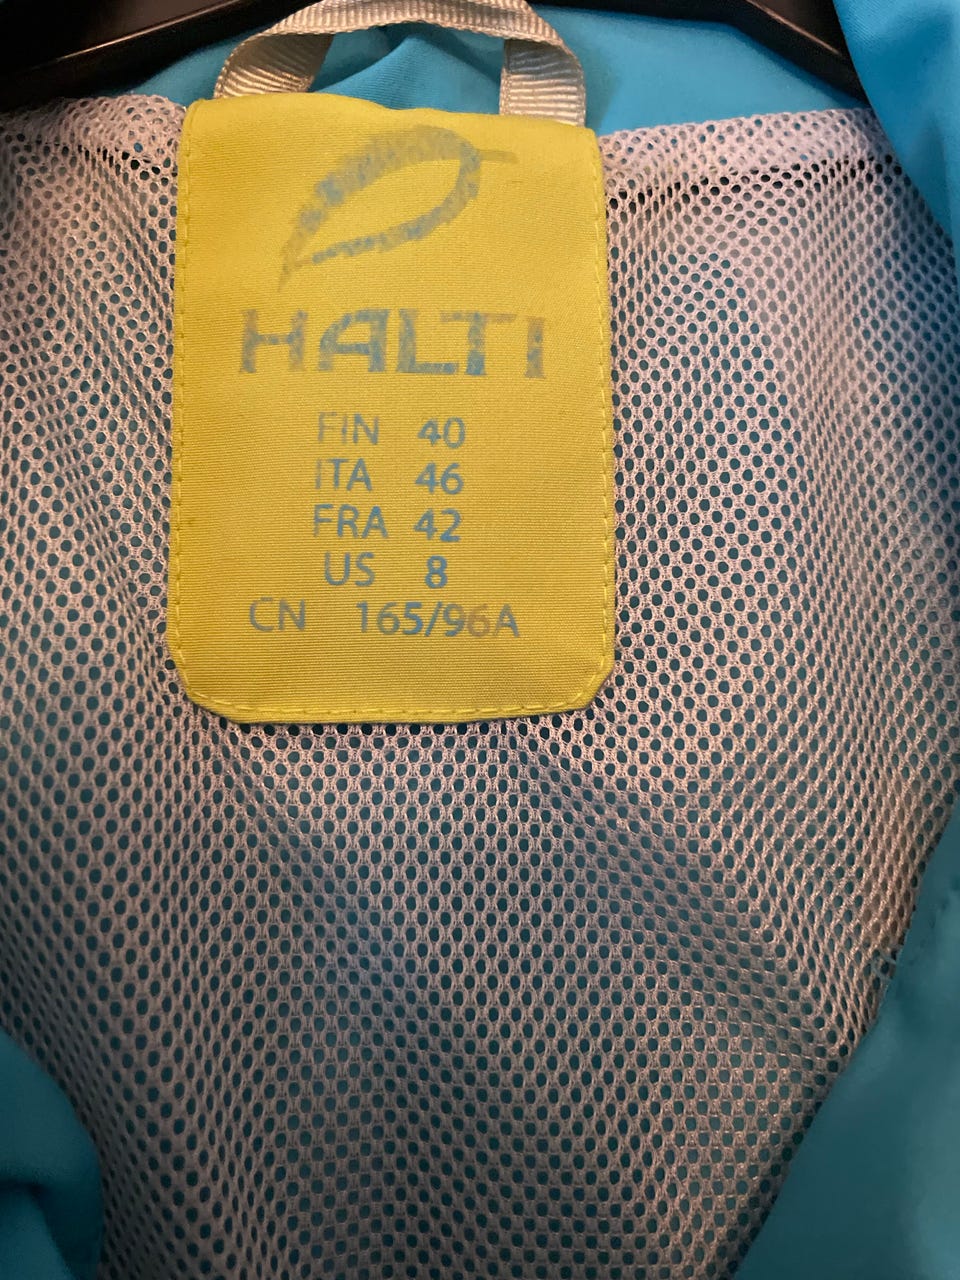 HALTI
FIN 40
ITA 46
FRA 42
US 8
CN 165/96A